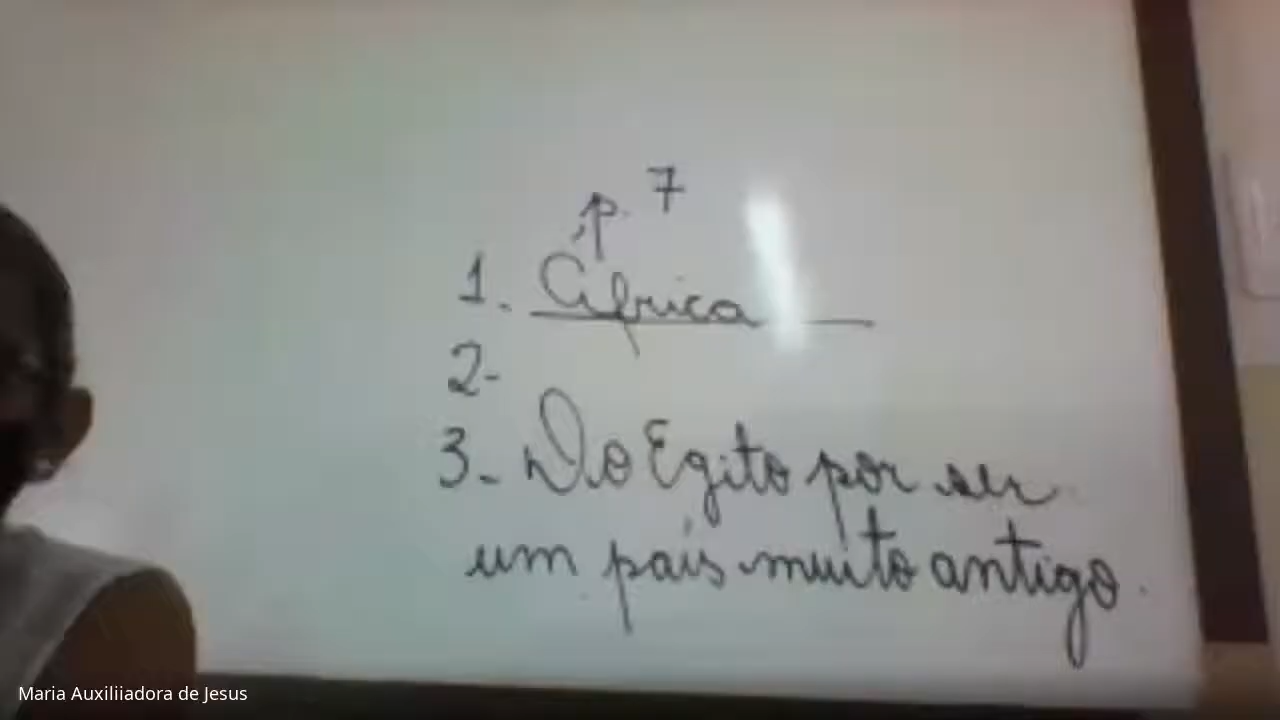 p. 7
1. África
2-
3- Do Egito por ser
um país muito antigo.
Maria Auxiliiadora de Jesus